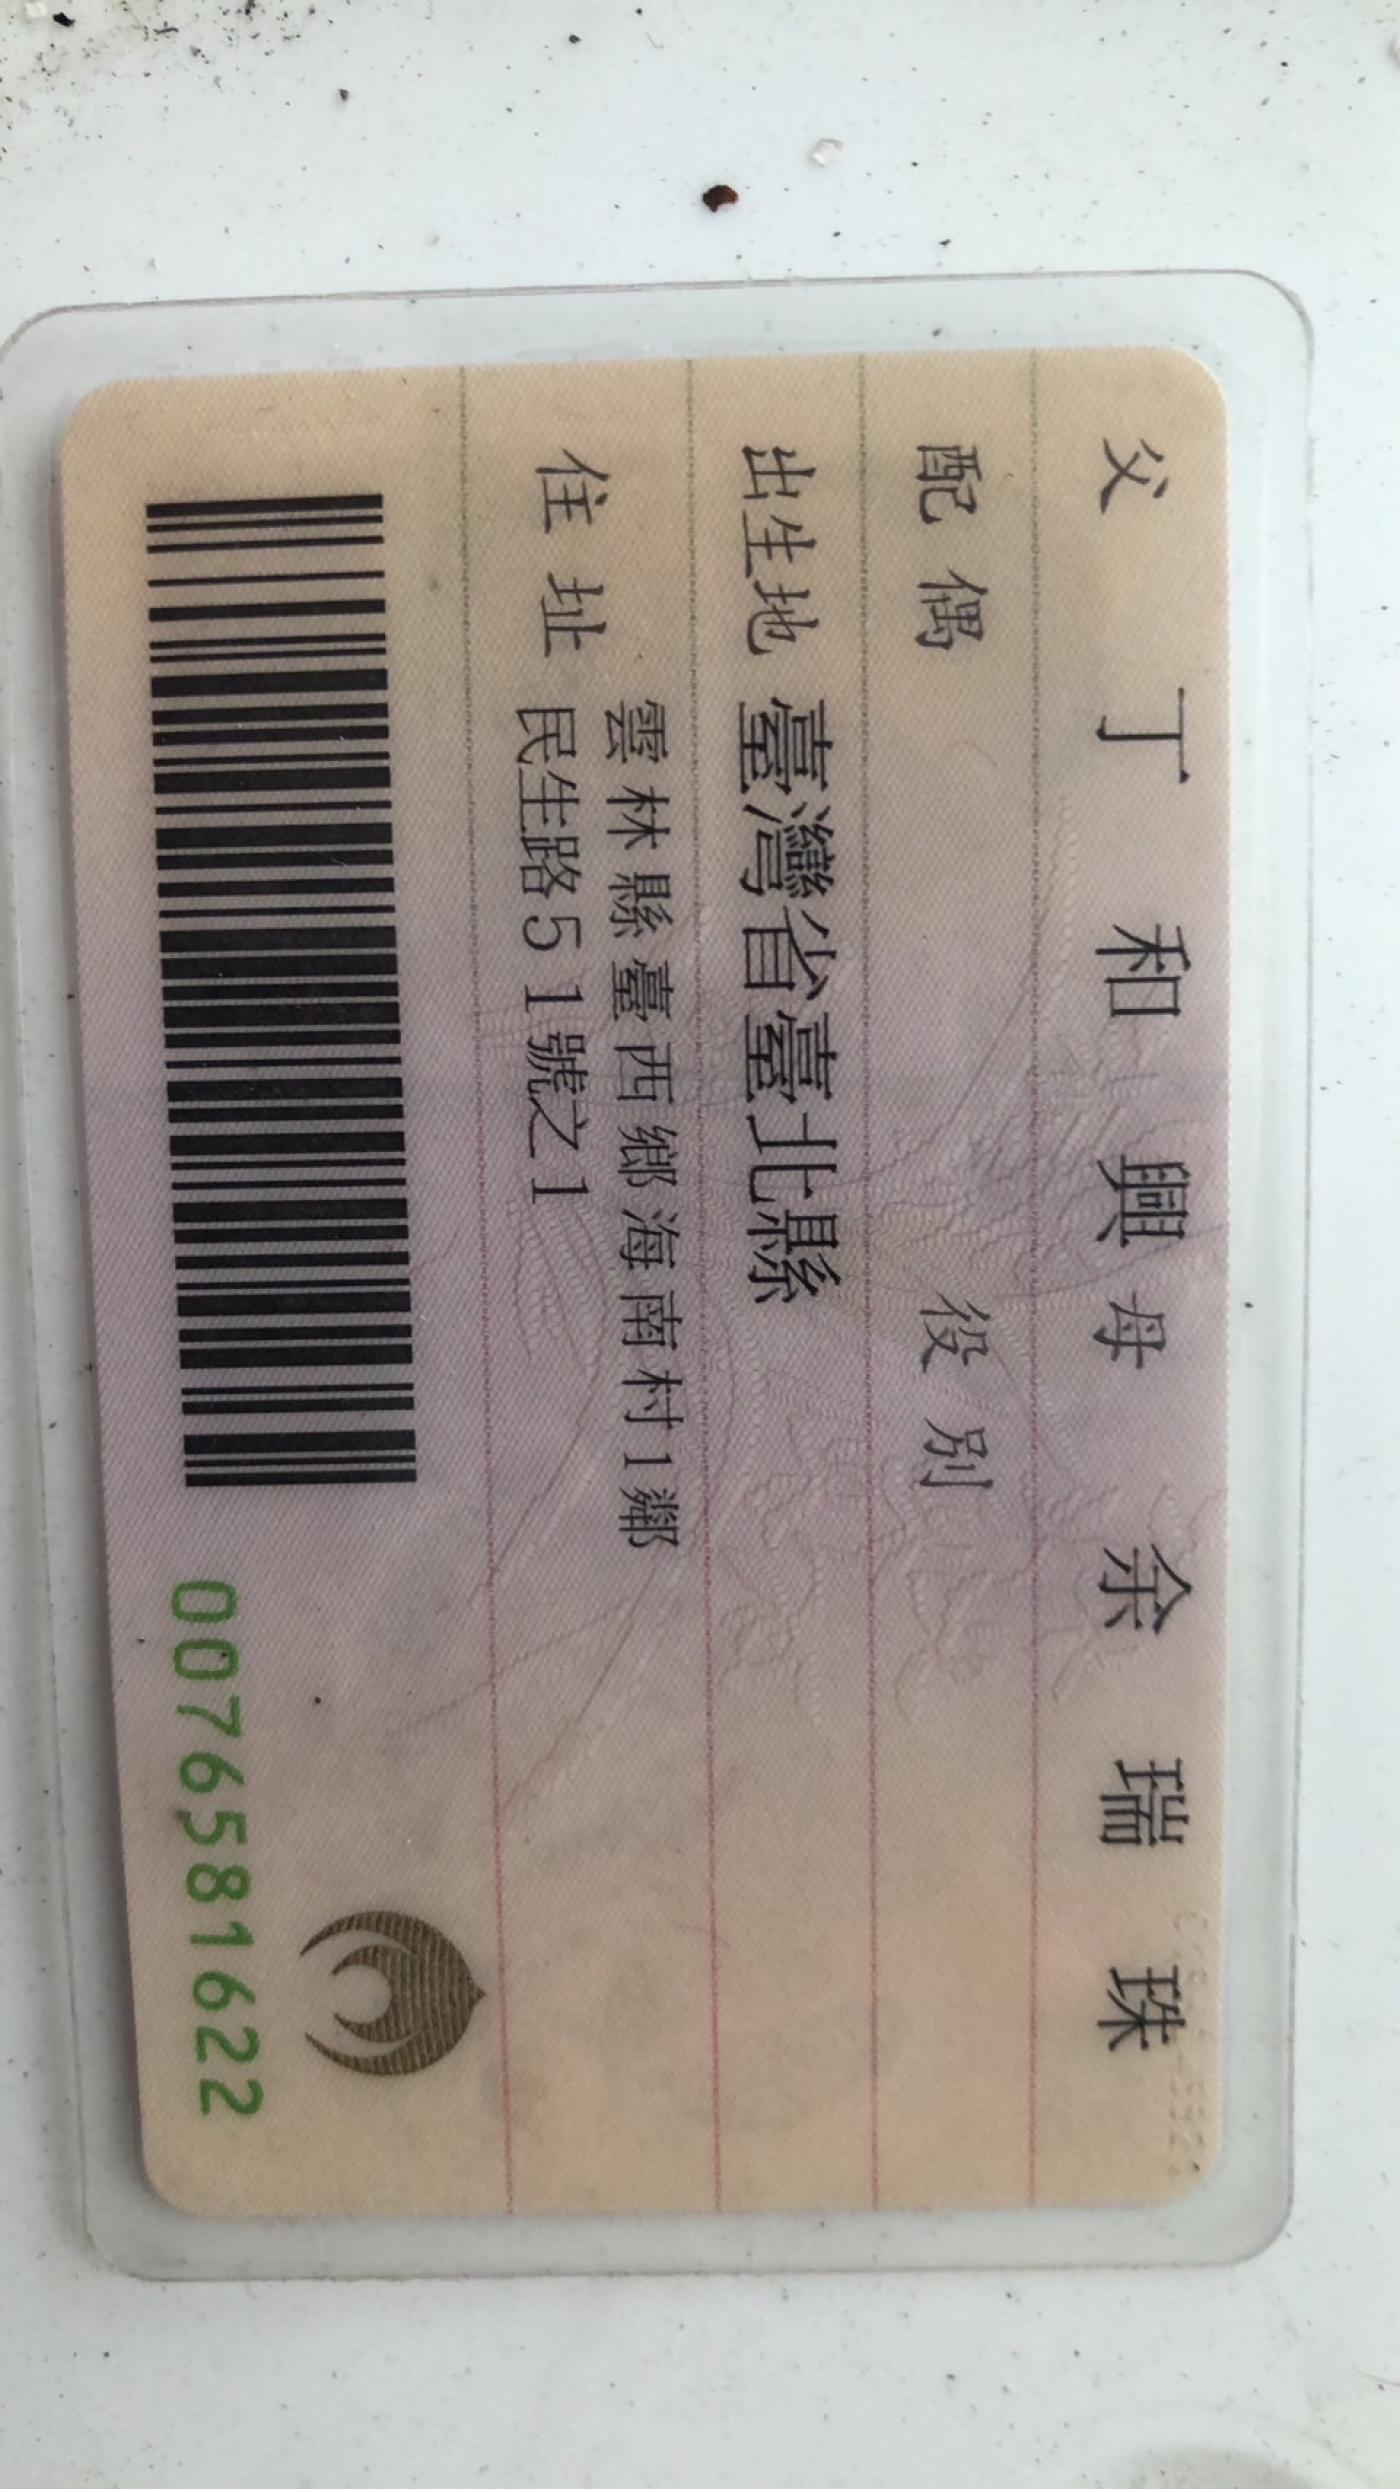 父 丁和興 母 余瑞珠
配偶 役別
出生地 臺灣省臺北縣
住址 雲林縣臺西鄉海南村1鄰
民生路51號之1
0076581622